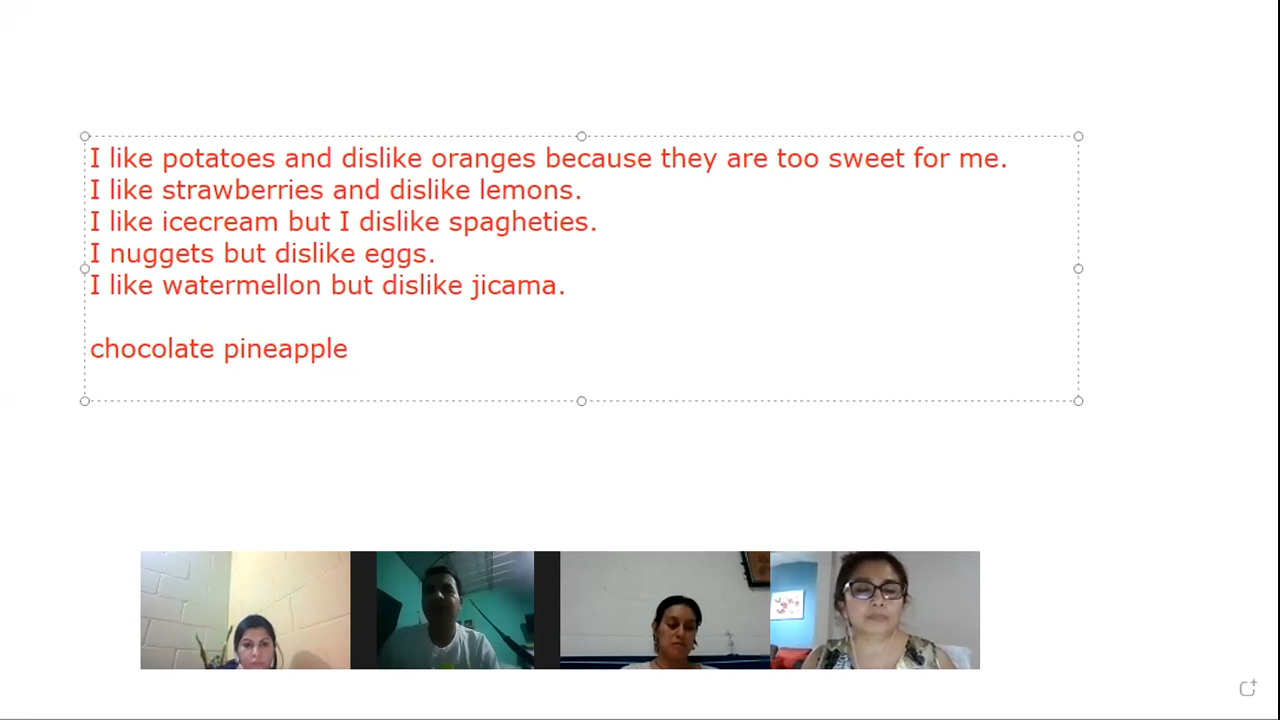 I like potatoes and dislike oranges because they are too sweet for me.
I like strawberries and dislike lemons.
I like icecream but I dislike spagheties.
I nuggets but dislike eggs.
I like watermellon but dislike jicama.
chocolate pineapple